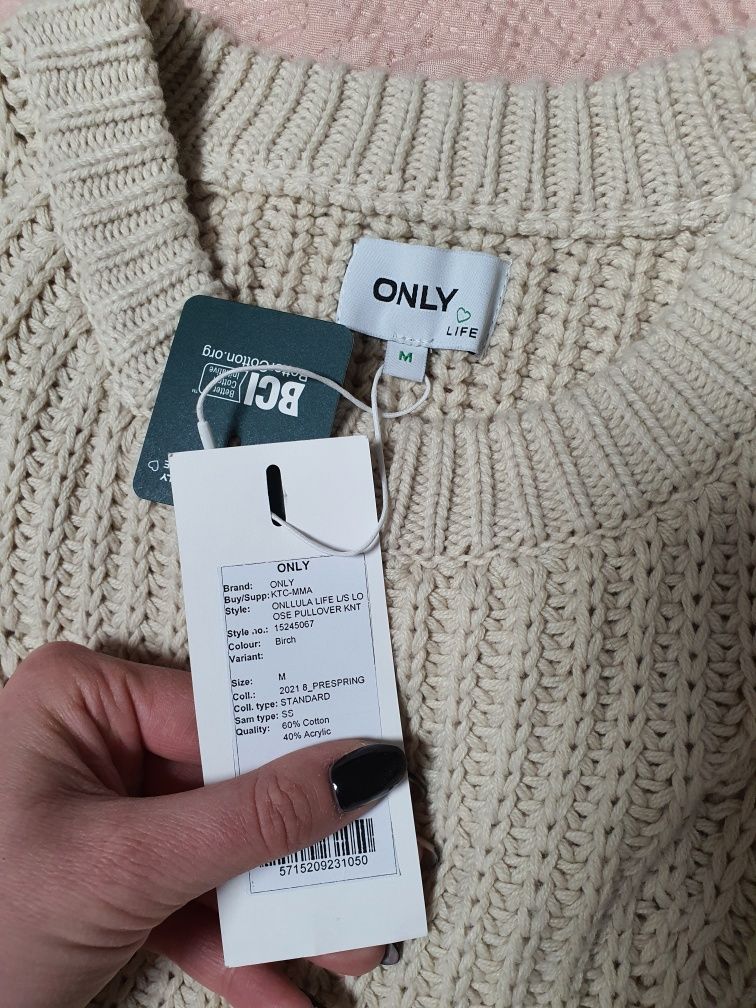 ONLY
LIFE
M
BetterCotton.org
BCI
Better
Cotton
Initiative
TM
ONLY
Brand: ONLY
Buy/Supp: KTC-MMA
Style: ONLLULA LIFE L/S LO
OSE PULLOVER KNT
Style no.: 15245067
Colour: Birch
Variant:
Size: M
Coll.: 2021 8_PRESPRING
Coll. type: STANDARD
Sam type: SS
Quality: 60% Cotton
40% Acrylic
5715209231050